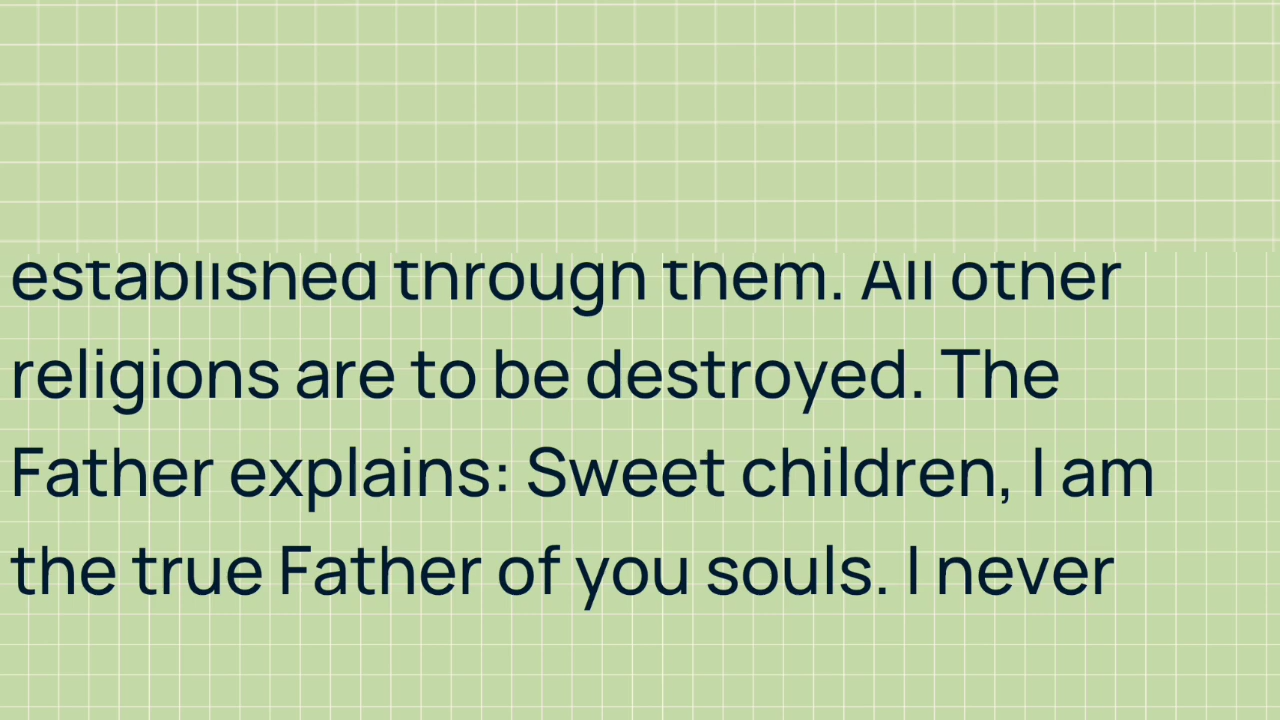 established through them. All other
religions are to be destroyed. The
Father explains: Sweet children, I am
the true Father of you souls. I never